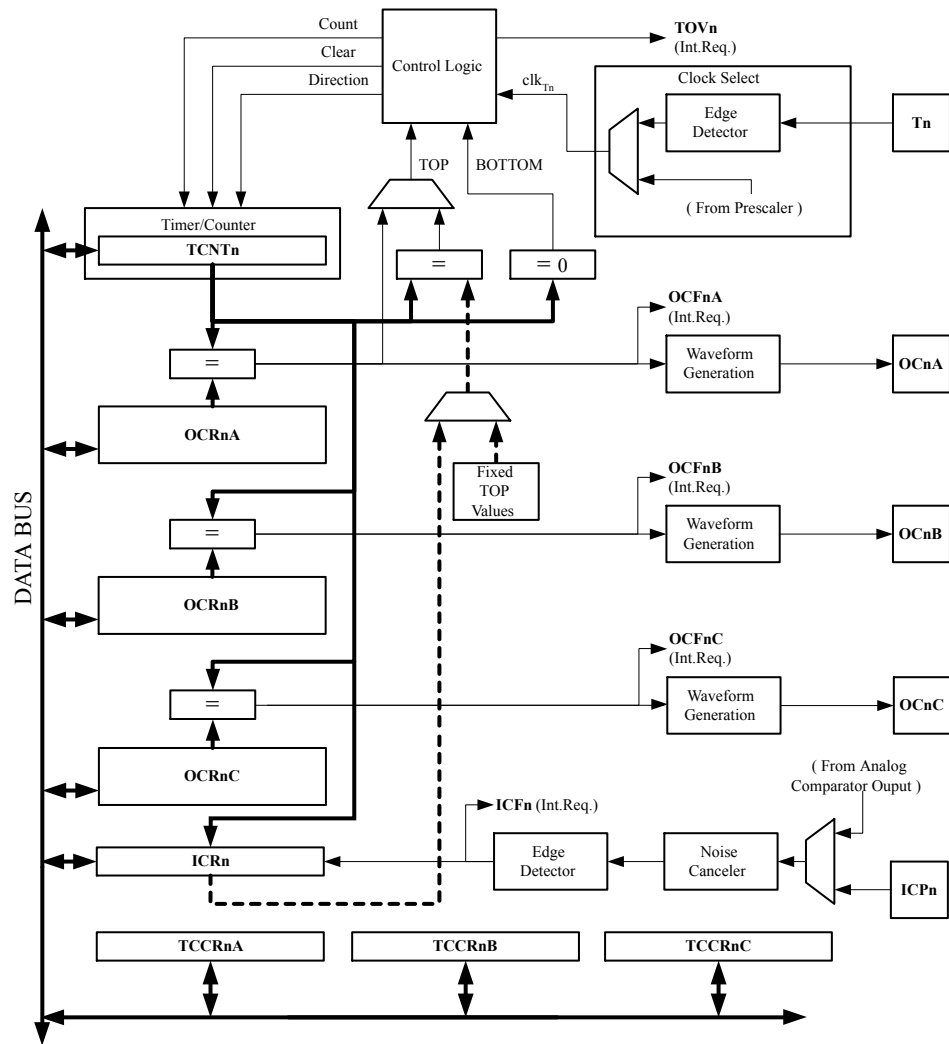 Count
Clear
Direction
Control Logic
TOVn
(Int.Req.)
clkTn
Clock Select
Edge
Detector
Tn
( From Prescaler )
TOP
BOTTOM
Timer/Counter
TCNTn
=
= 0
=
OCRnA
OCFnA
(Int.Req.)
Waveform
Generation
OCnA
Fixed
TOP
Values
=
OCRnB
OCFnB
(Int.Req.)
Waveform
Generation
OCnB
DATA BUS
=
OCRnC
OCFnC
(Int.Req.)
Waveform
Generation
OCnC
( From Analog
Comparator Ouput )
ICFn (Int.Req.)
ICRn
Edge
Detector
Noise
Canceler
ICPn
TCCRnA
TCCRnB
TCCRnC